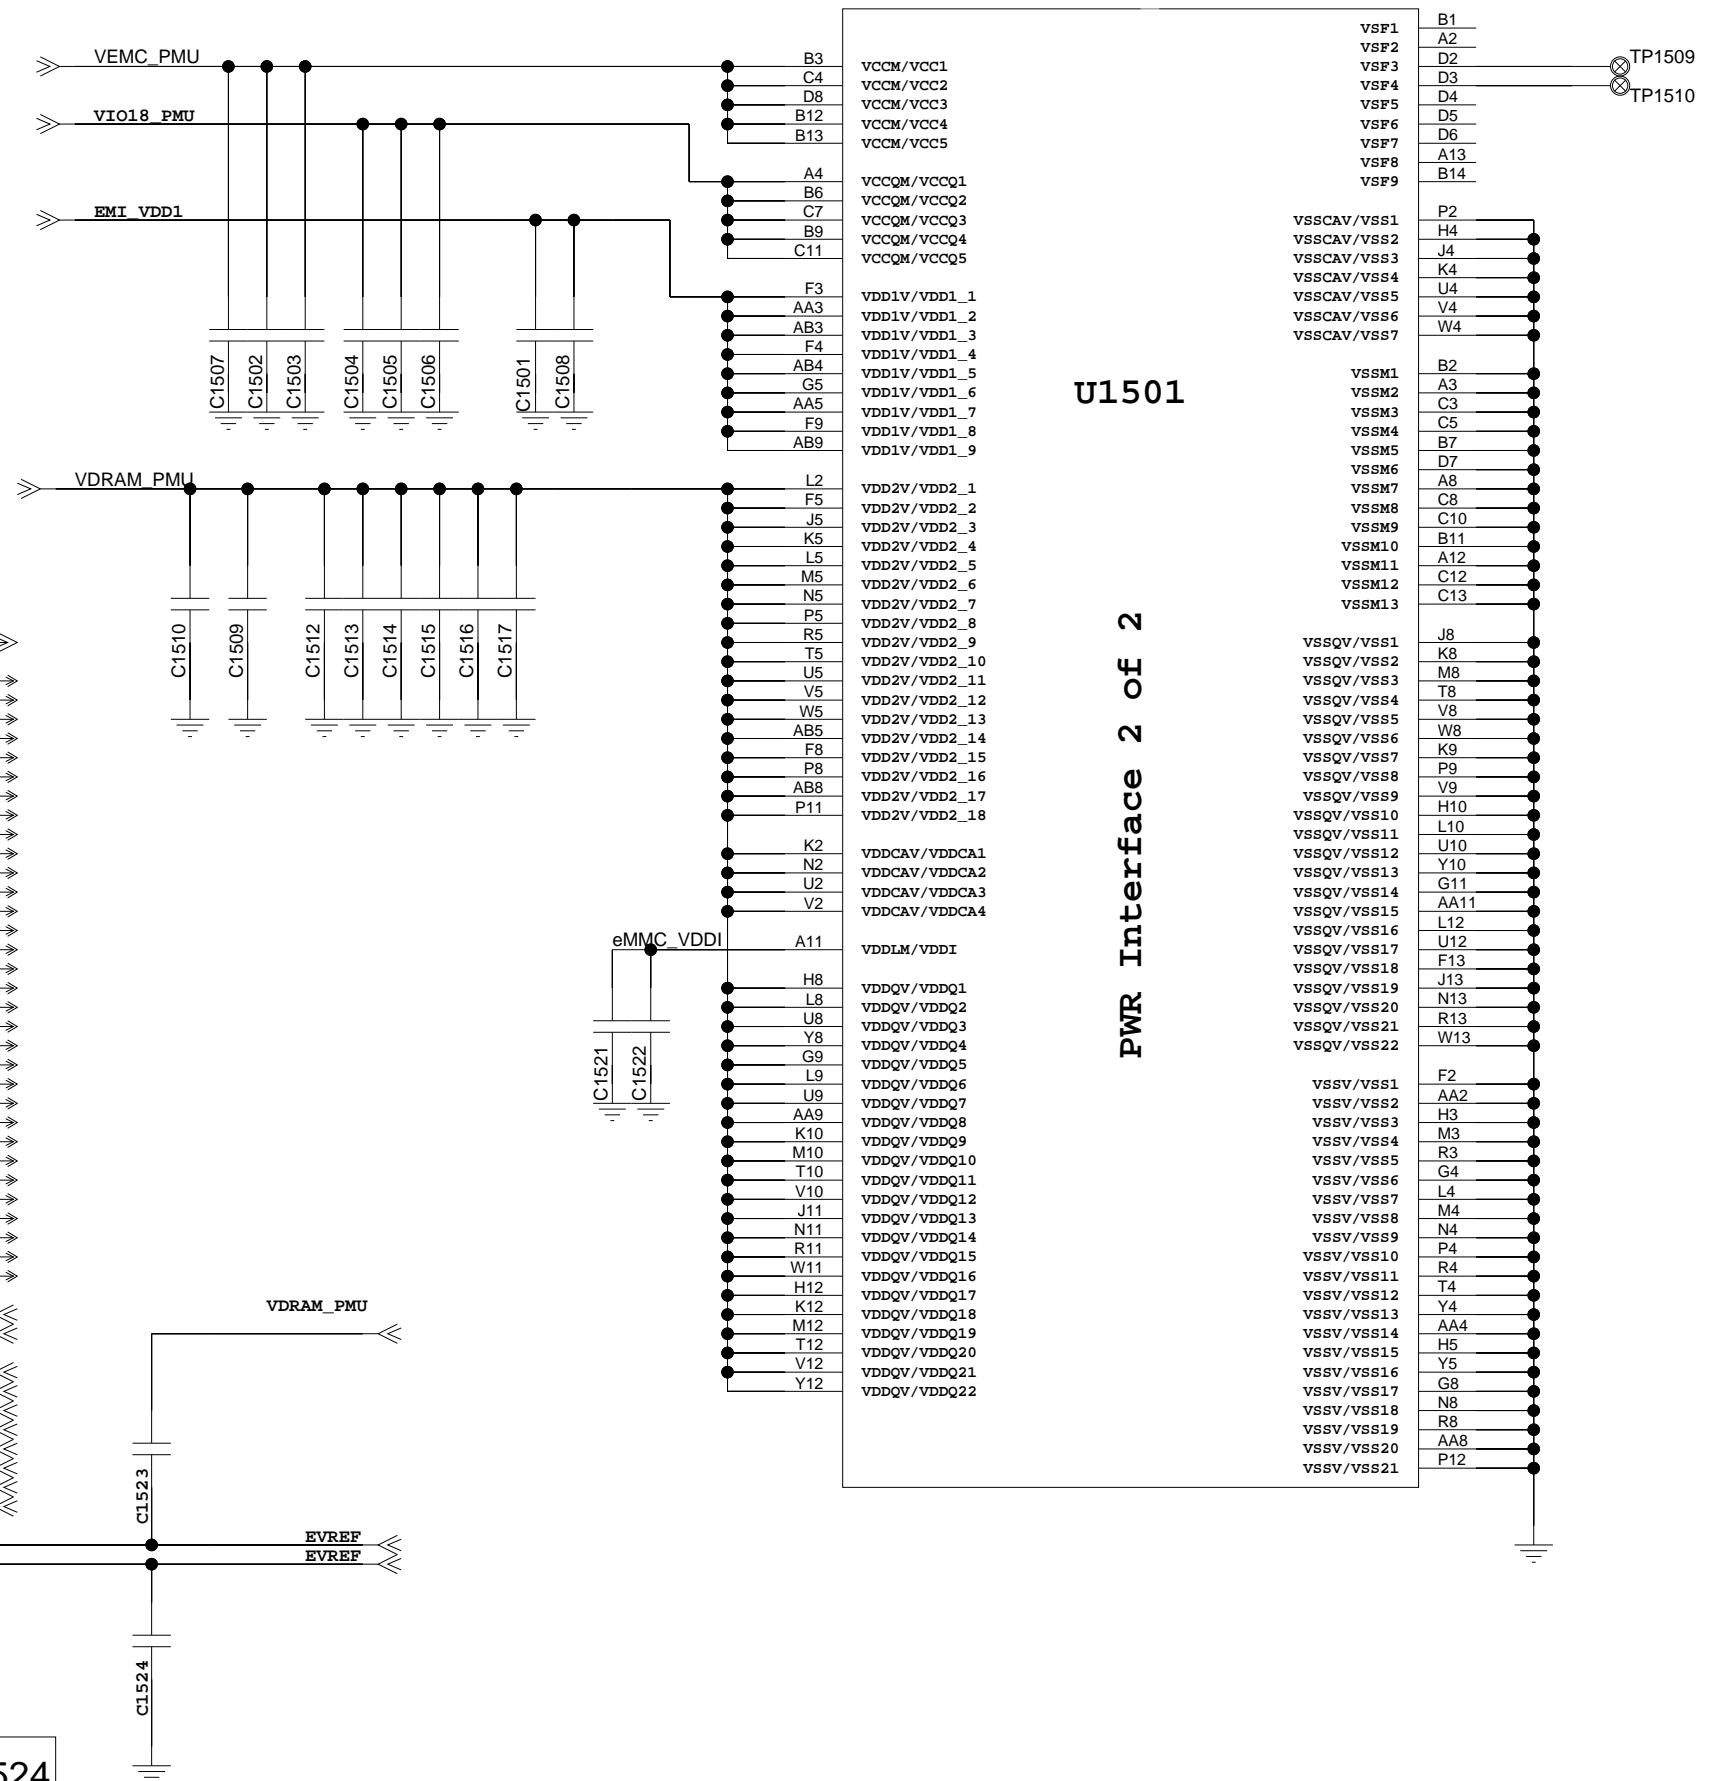 VEMC_PMU
VIO18_PMU
EMI_VDD1
C1507
C1502
C1503
C1504
C1505
C1506
C1501
C1508
VDRAM_PMU
C1510
C1509
C1512
C1513
C1514
C1515
C1516
C1517
eMMC_VDDI
C1521
C1522
VDRAM_PMU
C1523
EVREF
EVREF
C1524
524
B3 VCCM/VCC1
C4 VCCM/VCC2
D8 VCCM/VCC3
B12 VCCM/VCC4
B13 VCCM/VCC5
A4 VCCQM/VCCQ1
B6 VCCQM/VCCQ2
C7 VCCQM/VCCQ3
B9 VCCQM/VCCQ4
C11 VCCQM/VCCQ5
F3 VDD1V/VDD1_1
AA3 VDD1V/VDD1_2
AB3 VDD1V/VDD1_3
F4 VDD1V/VDD1_4
AB4 VDD1V/VDD1_5
G5 VDD1V/VDD1_6
AA5 VDD1V/VDD1_7
F9 VDD1V/VDD1_8
AB9 VDD1V/VDD1_9
L2 VDD2V/VDD2_1
F5 VDD2V/VDD2_2
J5 VDD2V/VDD2_3
K5 VDD2V/VDD2_4
L5 VDD2V/VDD2_5
M5 VDD2V/VDD2_6
N5 VDD2V/VDD2_7
P5 VDD2V/VDD2_8
R5 VDD2V/VDD2_9
T5 VDD2V/VDD2_10
U5 VDD2V/VDD2_11
V5 VDD2V/VDD2_12
W5 VDD2V/VDD2_13
AB5 VDD2V/VDD2_14
F8 VDD2V/VDD2_15
P8 VDD2V/VDD2_16
AB8 VDD2V/VDD2_17
P11 VDD2V/VDD2_18
K2 VDDCAV/VDDCA1
N2 VDDCAV/VDDCA2
U2 VDDCAV/VDDCA3
V2 VDDCAV/VDDCA4
A11 VDDLM/VDDI
H8 VDDQV/VDDQ1
L8 VDDQV/VDDQ2
U8 VDDQV/VDDQ3
Y8 VDDQV/VDDQ4
G9 VDDQV/VDDQ5
L9 VDDQV/VDDQ6
U9 VDDQV/VDDQ7
AA9 VDDQV/VDDQ8
K10 VDDQV/VDDQ9
M10 VDDQV/VDDQ10
T10 VDDQV/VDDQ11
V10 VDDQV/VDDQ12
J11 VDDQV/VDDQ13
N11 VDDQV/VDDQ14
R11 VDDQV/VDDQ15
W11 VDDQV/VDDQ16
H12 VDDQV/VDDQ17
K12 VDDQV/VDDQ18
M12 VDDQV/VDDQ19
T12 VDDQV/VDDQ20
V12 VDDQV/VDDQ21
Y12 VDDQV/VDDQ22
U1501
PWR Interface 2 of 2
VSF1 B1
VSF2 A2
VSF3 D2
VSF4 D3
VSF5 D4
VSF6 D5
VSF7 D6
VSF8 A13
VSF9 B14
TP1509
TP1510
VSSCAV/VSS1 P2
VSSCAV/VSS2 H4
VSSCAV/VSS3 J4
VSSCAV/VSS4 K4
VSSCAV/VSS5 U4
VSSCAV/VSS6 V4
VSSCAV/VSS7 W4
VSSM1 B2
VSSM2 A3
VSSM3 C3
VSSM4 C5
VSSM5 B7
VSSM6 D7
VSSM7 A8
VSSM8 C8
VSSM9 C10
VSSM10 B11
VSSM11 A12
VSSM12 C12
VSSM13 C13
VSSQV/VSS1 J8
VSSQV/VSS2 K8
VSSQV/VSS3 M8
VSSQV/VSS4 T8
VSSQV/VSS5 V8
VSSQV/VSS6 W8
VSSQV/VSS7 K9
VSSQV/VSS8 P9
VSSQV/VSS9 V9
VSSQV/VSS10 H10
VSSQV/VSS11 L10
VSSQV/VSS12 U10
VSSQV/VSS13 Y10
VSSQV/VSS14 G11
VSSQV/VSS15 AA11
VSSQV/VSS16 L12
VSSQV/VSS17 U12
VSSQV/VSS18 F13
VSSQV/VSS19 J13
VSSQV/VSS20 N13
VSSQV/VSS21 R13
VSSQV/VSS22 W13
VSSV/VSS1 F2
VSSV/VSS2 AA2
VSSV/VSS3 H3
VSSV/VSS4 M3
VSSV/VSS5 R3
VSSV/VSS6 G4
VSSV/VSS7 L4
VSSV/VSS8 M4
VSSV/VSS9 N4
VSSV/VSS10 P4
VSSV/VSS11 R4
VSSV/VSS12 T4
VSSV/VSS13 Y4
VSSV/VSS14 AA4
VSSV/VSS15 H5
VSSV/VSS16 Y5
VSSV/VSS17 G8
VSSV/VSS18 N8
VSSV/VSS19 R8
VSSV/VSS20 AA8
VSSV/VSS21 P12